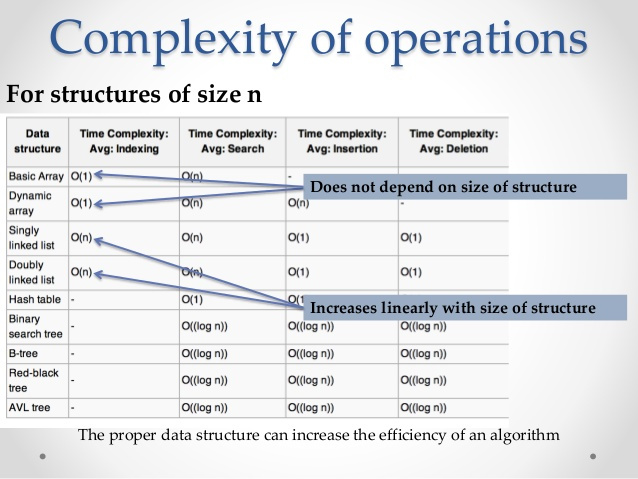 Complexity of operations
For structures of size n
Data structure Time Complexity: Avg: Indexing Time Complexity: Avg: Search Time Complexity: Avg: Insertion Time Complexity: Avg: Deletion
Basic Array O(1) O(n) -
Does not depend on size of structure
Dynamic array O(1) O(n) O(n) -
Singly linked list O(n) O(n) O(1) O(1)
Doubly linked list O(n) O(n) O(1) O(1)
Hash table - O(1)
Increases linearly with size of structure
Binary search tree - O((log n)) O((log n)) O((log n))
B-tree - O((log n)) O((log n)) O((log n))
Red-black tree - O((log n)) O((log n)) O((log n))
AVL tree - O((log n)) O((log n)) O((log n))
The proper data structure can increase the efficiency of an algorithm